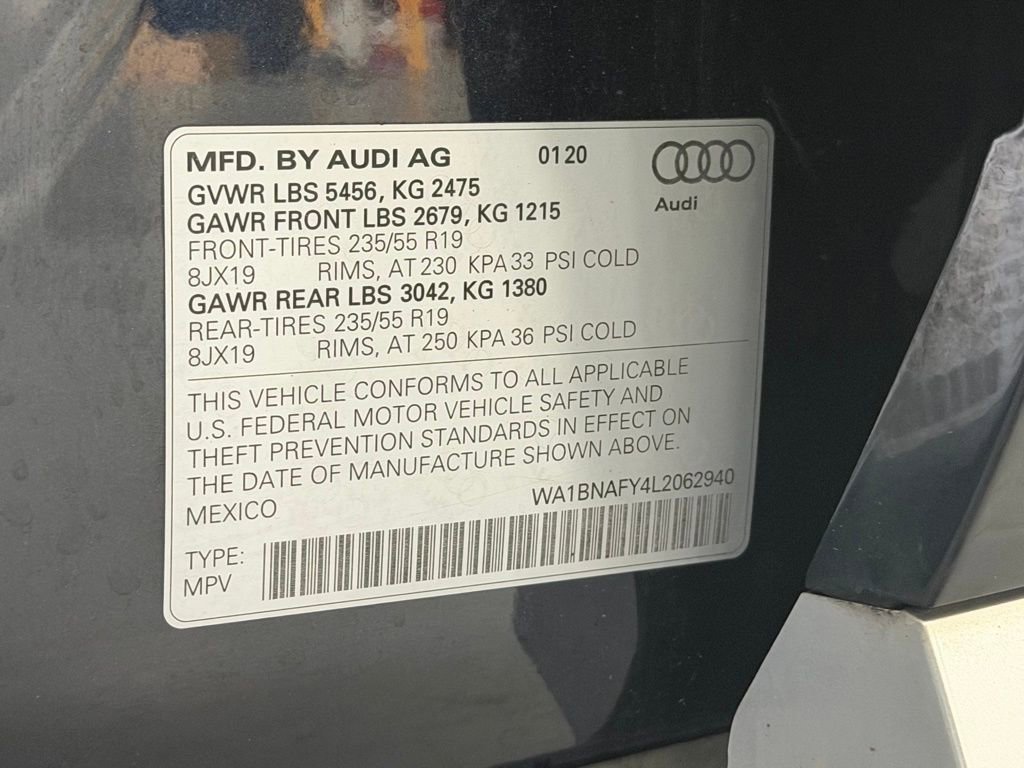 MFD. BY AUDI AG 0120
GVWR LBS 5456, KG 2475
Audi
GAWR FRONT LBS 2679, KG 1215
FRONT-TIRES 235/55 R19
8JX19 RIMS, AT 230 KPA 33 PSI COLD
GAWR REAR LBS 3042, KG 1380
REAR-TIRES 235/55 R19
8JX19 RIMS, AT 250 KPA 36 PSI COLD
THIS VEHICLE CONFORMS TO ALL APPLICABLE
U.S. FEDERAL MOTOR VEHICLE SAFETY AND
THEFT PREVENTION STANDARDS IN EFFECT ON
THE DATE OF MANUFACTURE SHOWN ABOVE.
MEXICO WA1BNAFY4L2062940
TYPE:
MPV